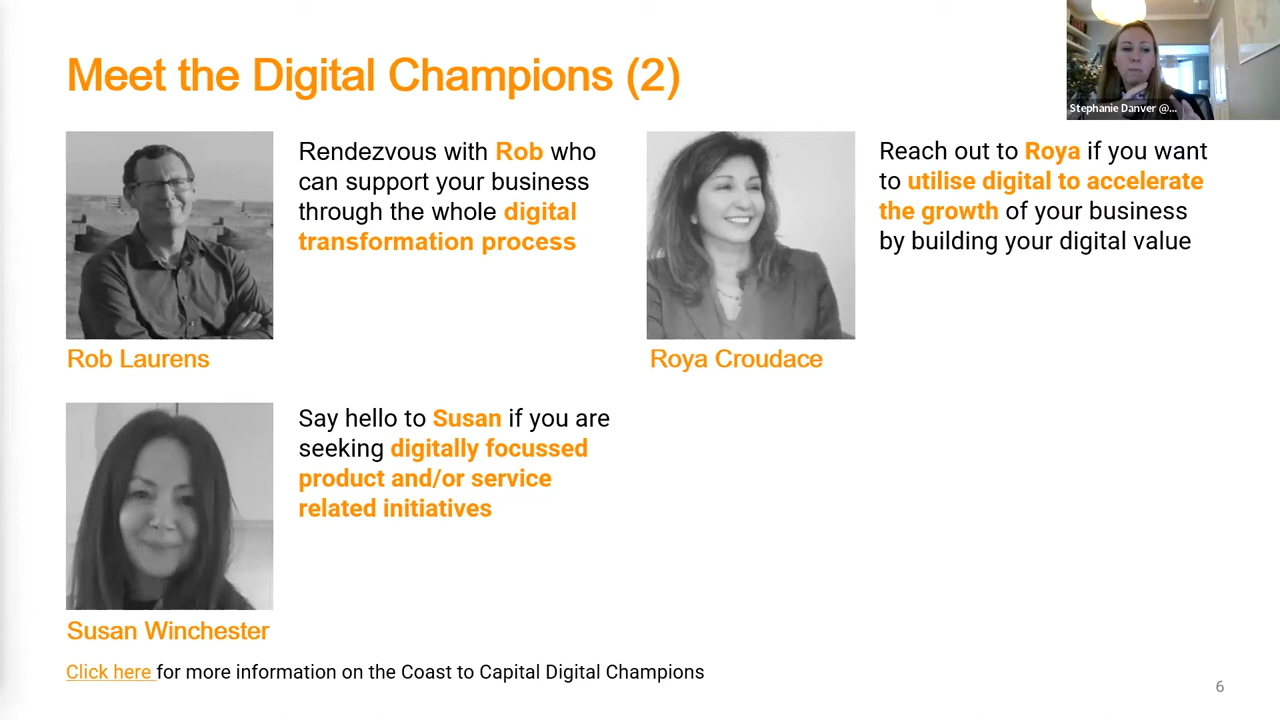 Meet the Digital Champions (2)
Stephanie Danver @...
Rendezvous with Rob who
can support your business
through the whole digital
transformation process
Rob Laurens
Reach out to Roya if you want
to utilise digital to accelerate
the growth of your business
by building your digital value
Roya Croudace
Say hello to Susan if you are
seeking digitally focussed
product and/or service
related initiatives
Susan Winchester
Click here for more information on the Coast to Capital Digital Champions
6